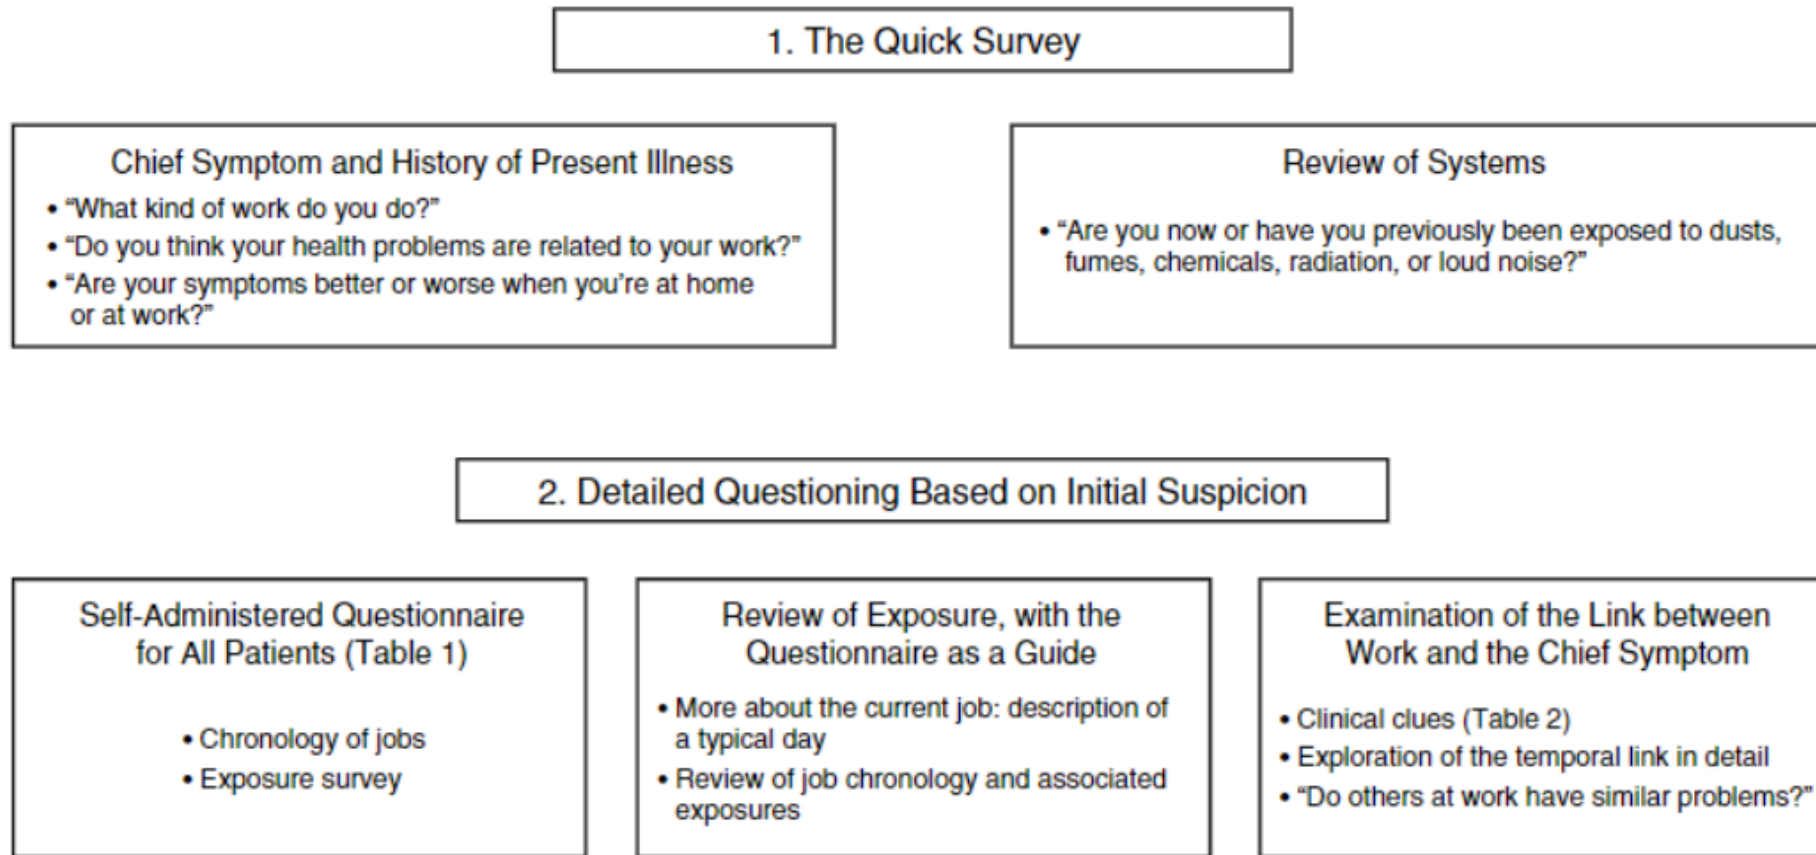 1. The Quick Survey
Chief Symptom and History of Present Illness
• “What kind of work do you do?”
• “Do you think your health problems are related to your work?”
• “Are your symptoms better or worse when you’re at home
or at work?”
Review of Systems
• “Are you now or have you previously been exposed to dusts,
fumes, chemicals, radiation, or loud noise?”
2. Detailed Questioning Based on Initial Suspicion
Self-Administered Questionnaire
for All Patients (Table 1)
• Chronology of jobs
• Exposure survey
Review of Exposure, with the
Questionnaire as a Guide
• More about the current job: description of
a typical day
• Review of job chronology and associated
exposures
Examination of the Link between
Work and the Chief Symptom
• Clinical clues (Table 2)
• Exploration of the temporal link in detail
• “Do others at work have similar problems?”